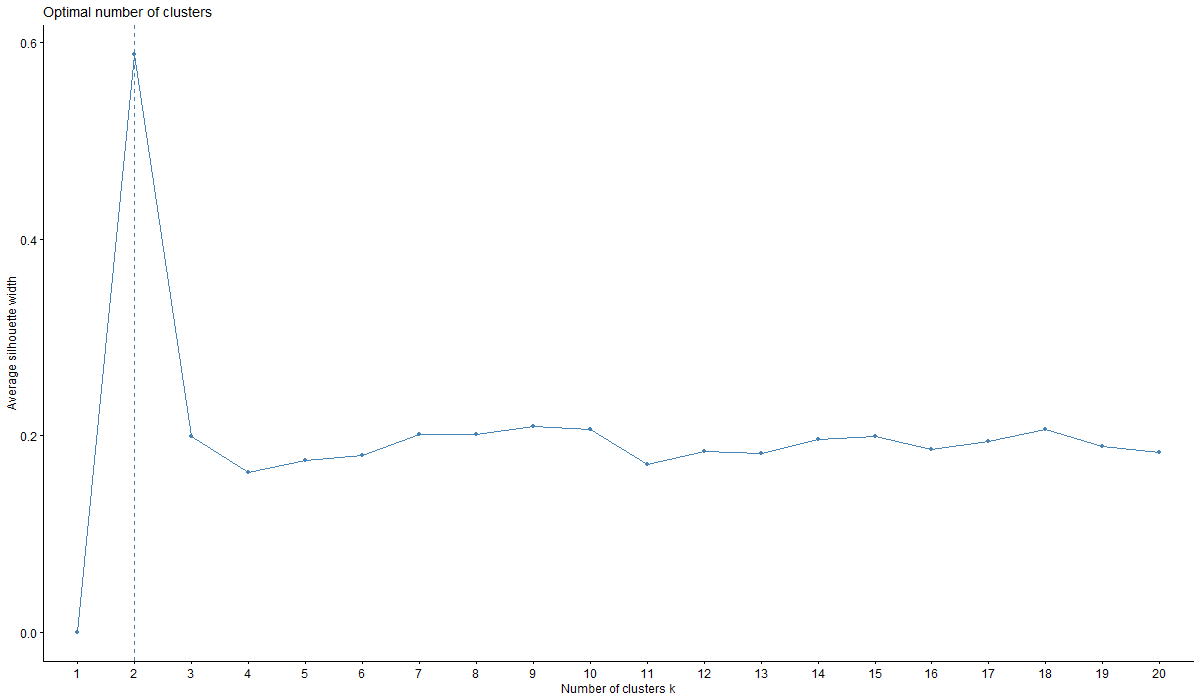 Optimal number of clusters
0.6
0.4
0.2
0.0
Average silhouette width
1 2 3 4 5 6 7 8 9 10 11 12 13 14 15 16 17 18 19 20
Number of clusters k